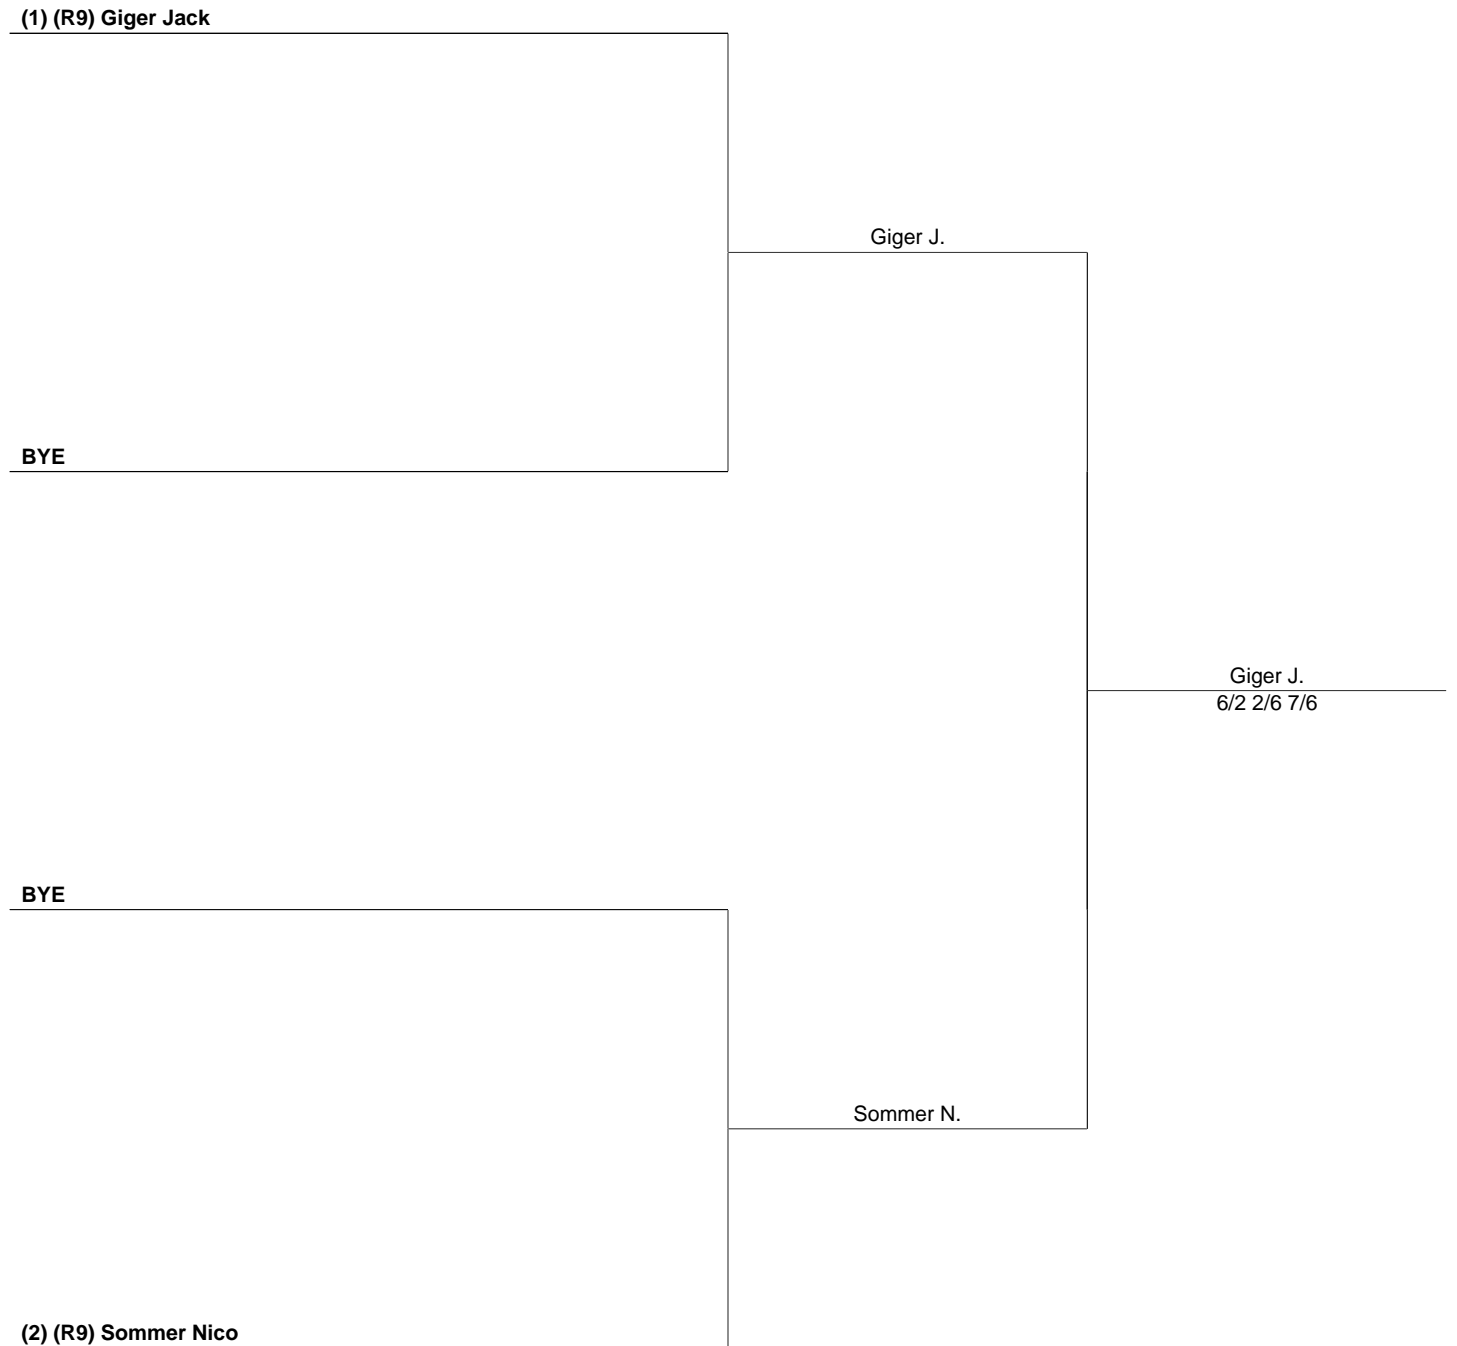 (1) (R9) Giger Jack
Giger J.
BYE
Giger J.
6/2 2/6 7/6
BYE
Sommer N.
(2) (R9) Sommer Nico